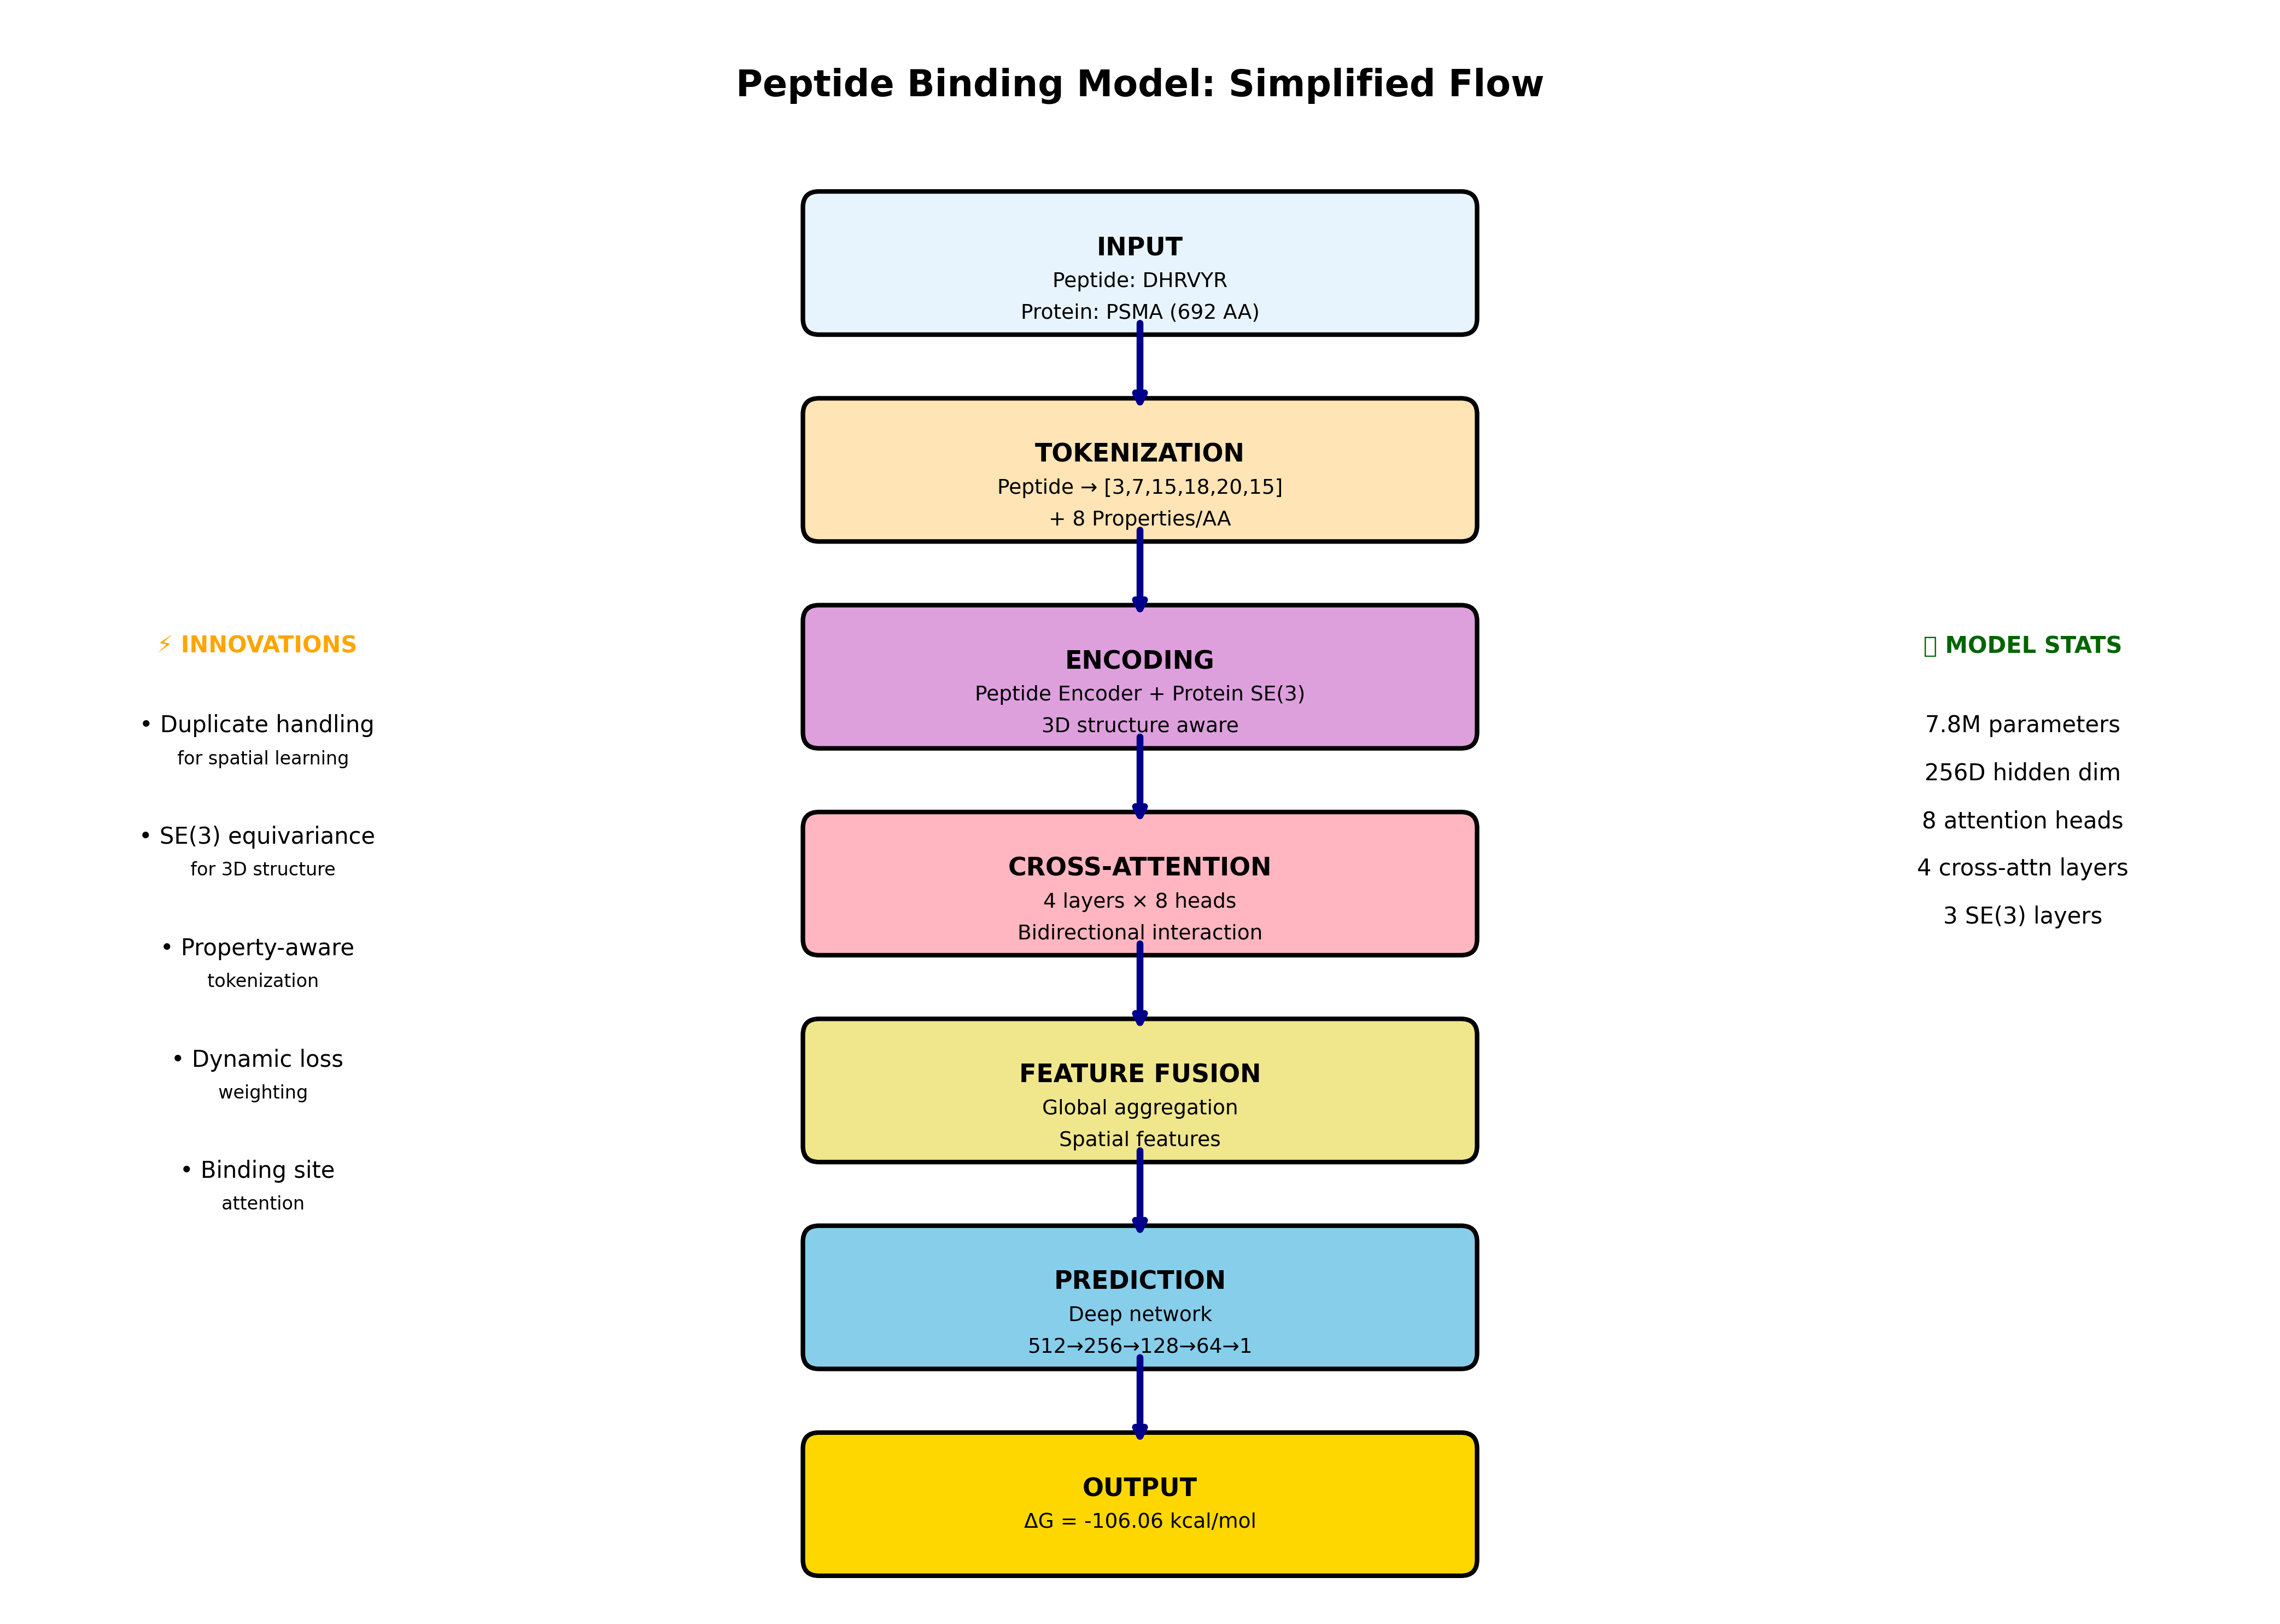 Peptide Binding Model: Simplified Flow
INPUT
Peptide: DHRVYR
Protein: PSMA (692 AA)
TOKENIZATION
Peptide → [3,7,15,18,20,15]
+ 8 Properties/AA
ENCODING
Peptide Encoder + Protein SE(3)
3D structure aware
CROSS-ATTENTION
4 layers × 8 heads
Bidirectional interaction
FEATURE FUSION
Global aggregation
Spatial features
PREDICTION
Deep network
512→256→128→64→1
OUTPUT
ΔG = -106.06 kcal/mol
⚡ INNOVATIONS
• Duplicate handling
for spatial learning
• SE(3) equivariance
for 3D structure
• Property-aware
tokenization
• Dynamic loss
weighting
• Binding site
attention
MODEL STATS
7.8M parameters
256D hidden dim
8 attention heads
4 cross-attn layers
3 SE(3) layers